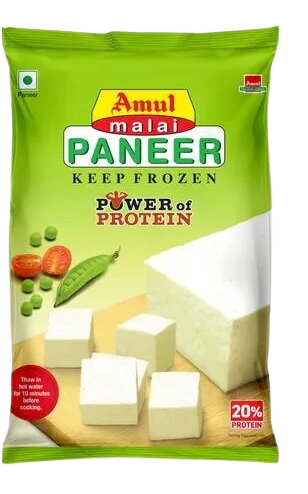 Paneer
Amul
malai
PANEER
KEEP FROZEN
POWER of
PROTEIN
Thaw in
hot water
for 10 minutes
before
cooking.
20%
PROTEIN